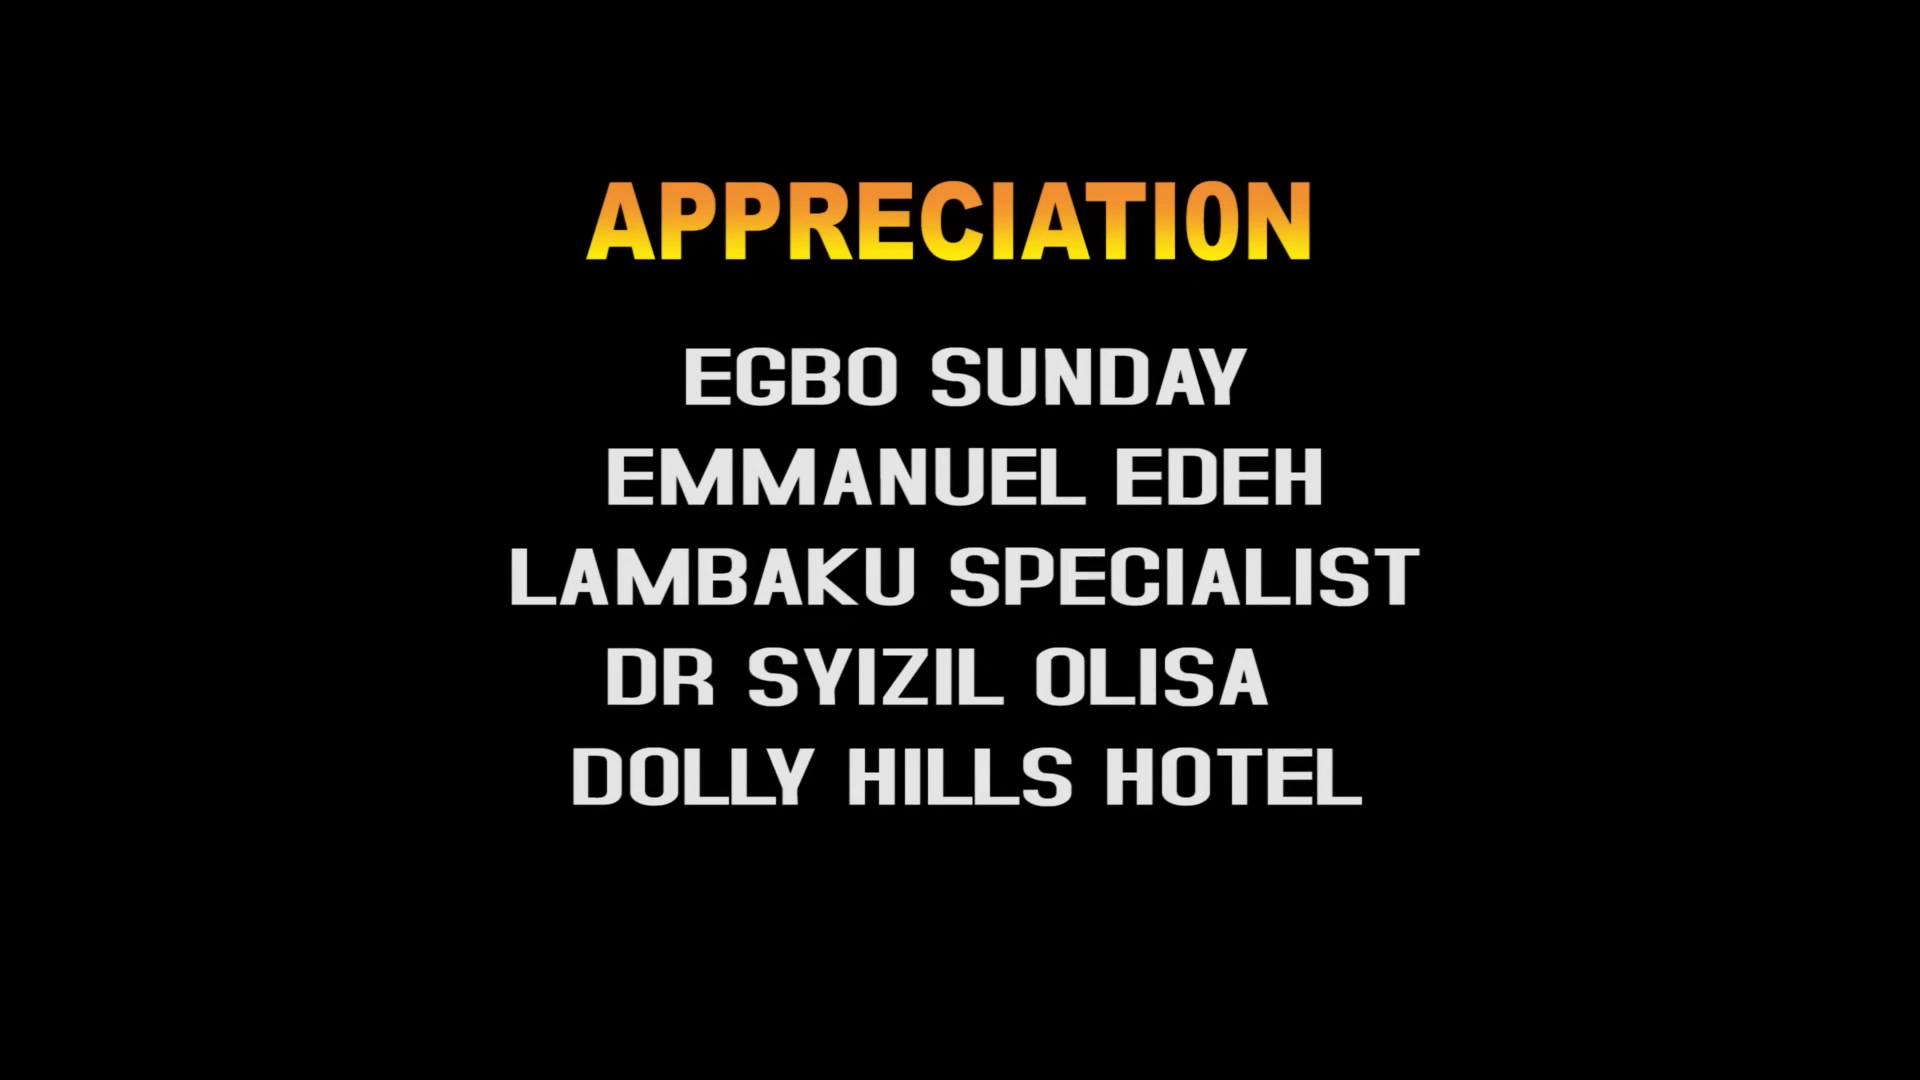 APPRECIATION
EGBO SUNDAY
EMMANUEL EDEH
LAMBAKU SPECIALIST
DR SYIZIL OLISA
DOLLY HILLS HOTEL